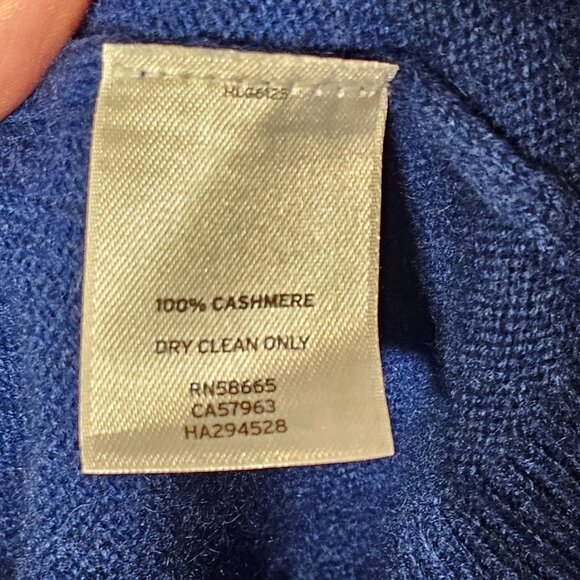 100% CASHMERE
DRY CLEAN ONLY
RN58665
CA57963
HA294528